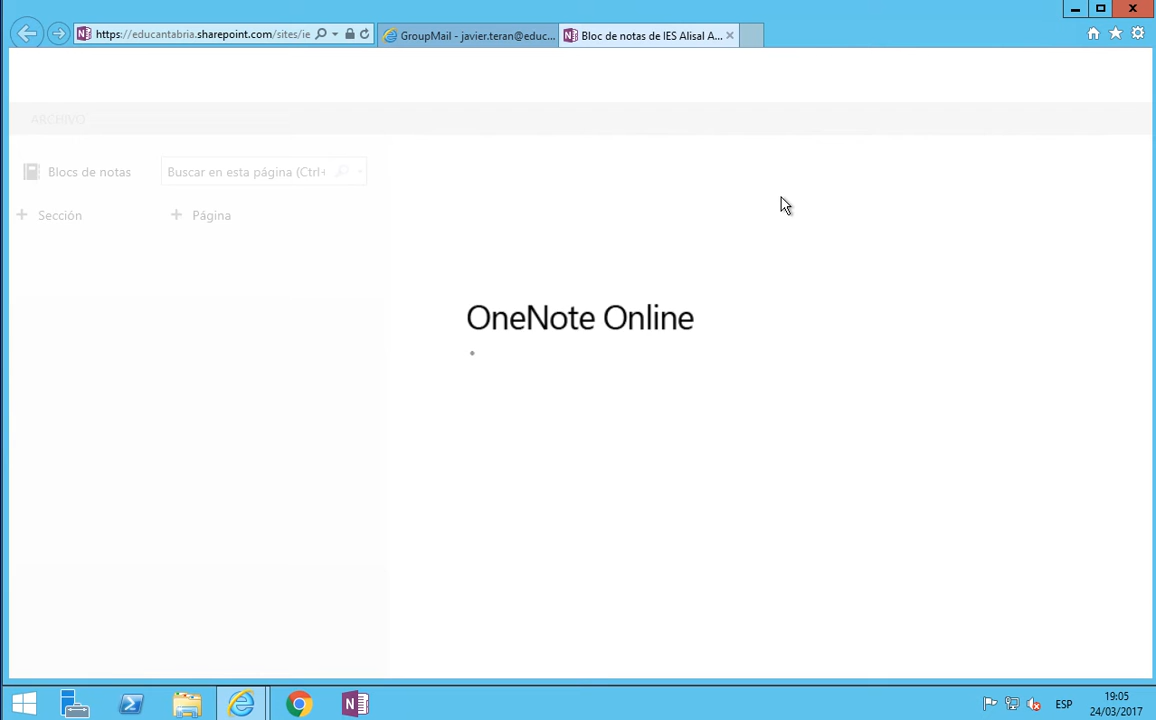 https://educantabria.sharepoint.com/sites/ie
GroupMail - javier.teran@educ...
Bloc de notas de IES Alisal A...
ARCHIVO
Blocs de notas
Buscar en esta página (Ctrl+
+ Sección
+ Página
OneNote Online
ESP
19:05
24/03/2017